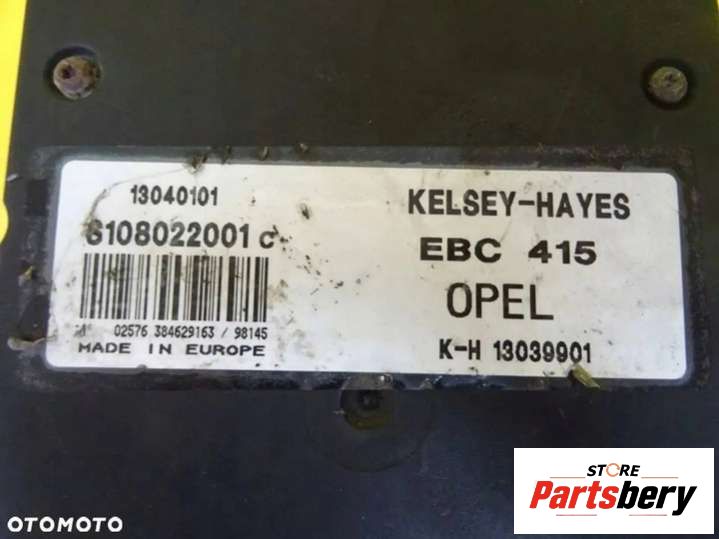 13040101
S108022001 c
02576 384629163 / 98145
MADE IN EUROPE
KELSEY-HAYES
EBC 415
OPEL
K-H 13039901
STORE
Partsbery
OTOMOTO